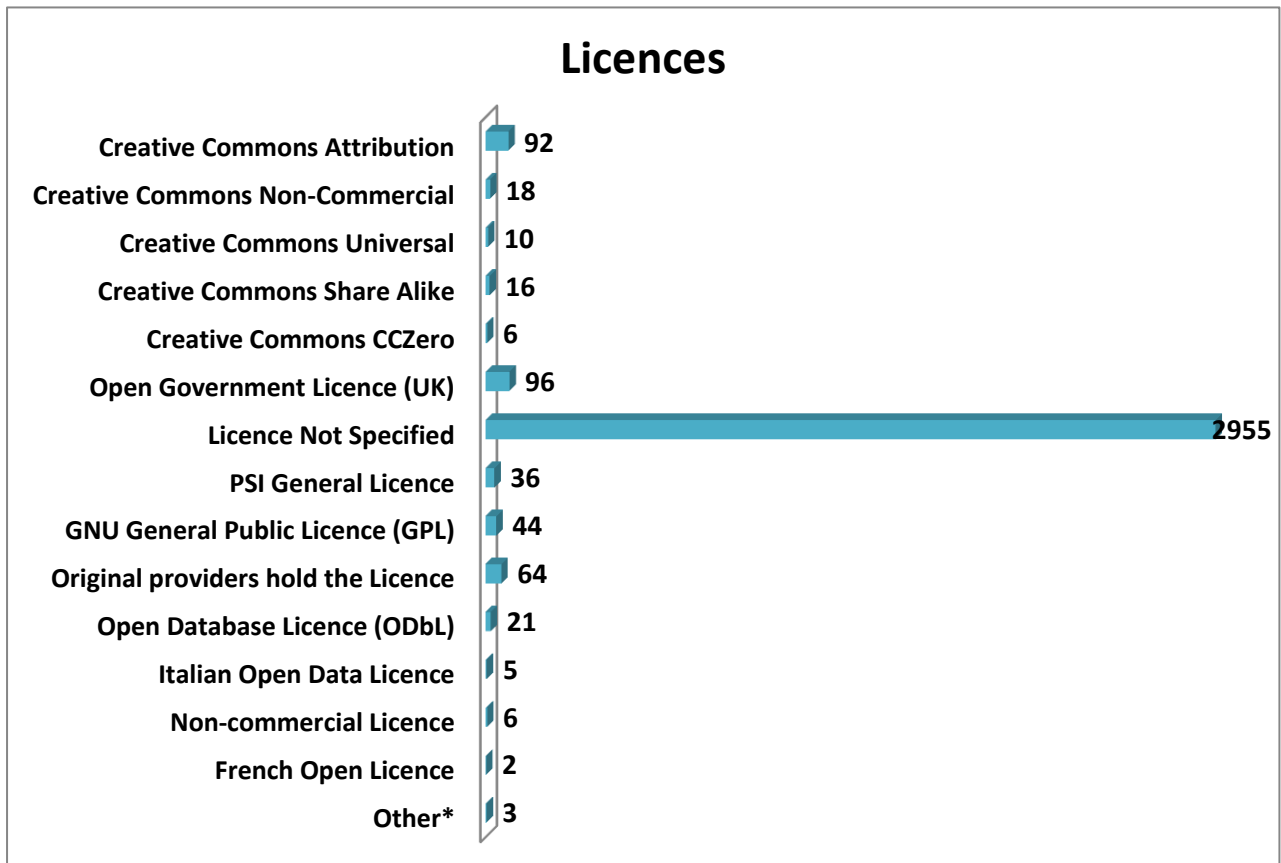 Licences
Creative Commons Attribution 92
Creative Commons Non-Commercial 18
Creative Commons Universal 10
Creative Commons Share Alike 16
Creative Commons CCZero 6
Open Government Licence (UK) 96
Licence Not Specified 2955
PSI General Licence 36
GNU General Public Licence (GPL) 44
Original providers hold the Licence 64
Open Database Licence (ODbL) 21
Italian Open Data Licence 5
Non-commercial Licence 6
French Open Licence 2
Other* 3